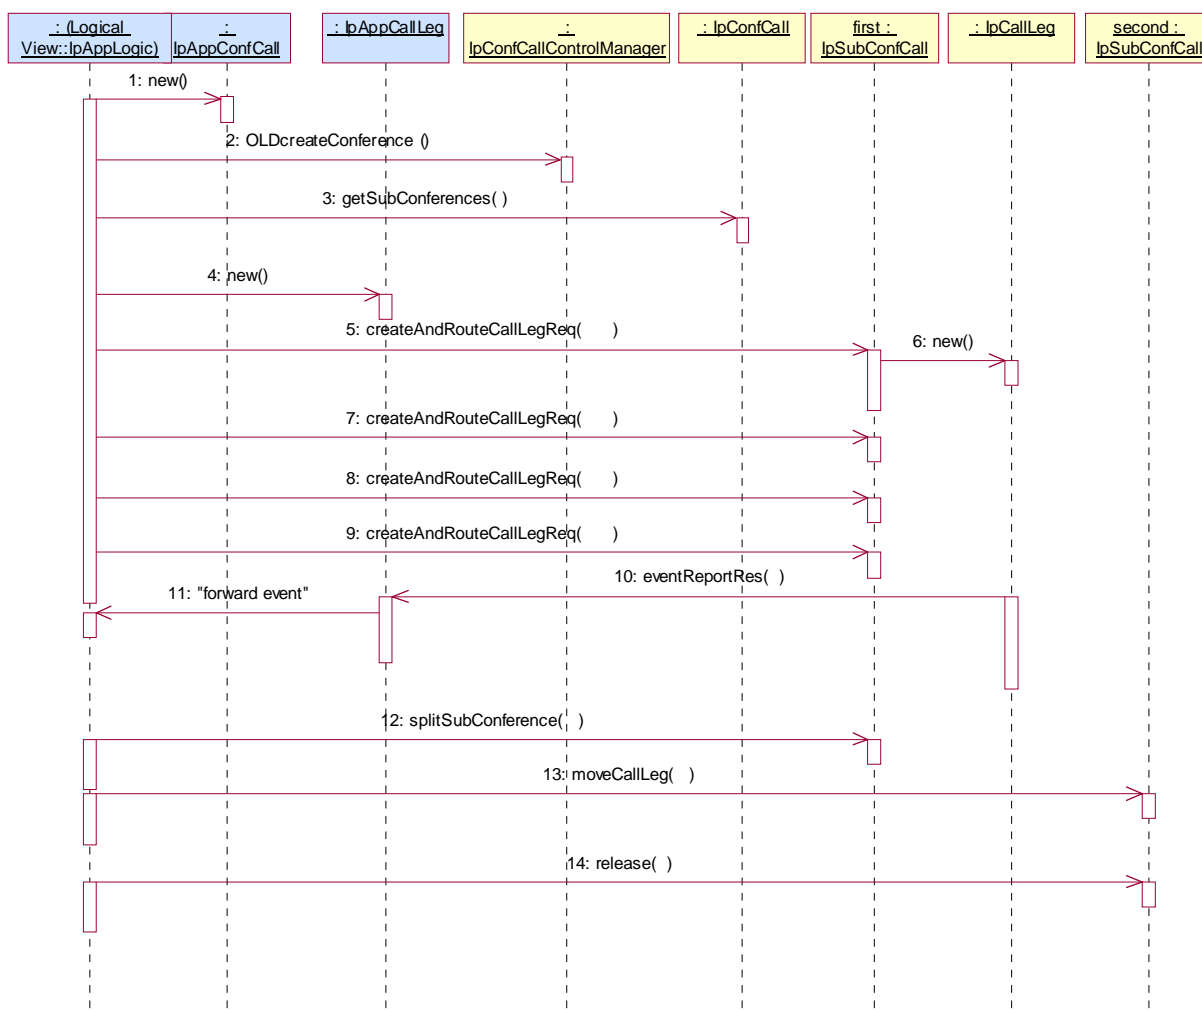 : (Logical
View::IpAppLogic)
:
IpAppConfCall
: IpAppCallLeg
:
IpConfCallControlManager
: IpConfCall
first :
IpSubConfCall
: IpCallLeg
second :
IpSubConfCall
1: new()
2: OLDcreateConference ()
3: getSubConferences( )
4: new()
5: createAndRouteCallLegReq( )
6: new()
7: createAndRouteCallLegReq( )
8: createAndRouteCallLegReq( )
9: createAndRouteCallLegReq( )
10: eventReportRes( )
11: "forward event"
12: splitSubConference( )
13: moveCallLeg( )
14: release( )